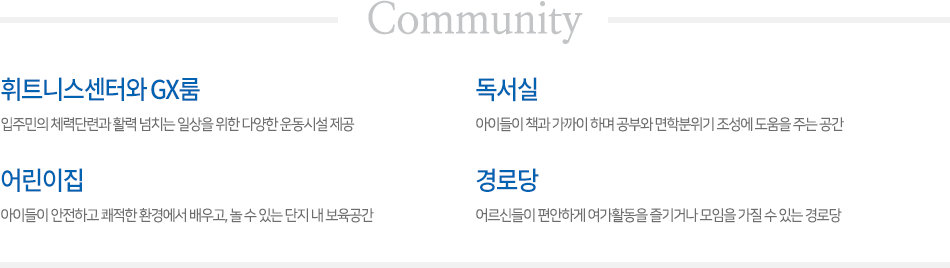 Community
휘트니스센터와 GX룸
입주민의 체력단련과 활력 넘치는 일상을 위한 다양한 운동시설 제공
독서실
아이들이 책과 가까이 하며 공부와 면학분위기 조성에 도움을 주는 공간
어린이집
아이들이 안전하고 쾌적한 환경에서 배우고, 놀 수 있는 단지 내 보육공간
경로당
어르신들이 편안하게 여가활동을 즐기거나 모임을 가질 수 있는 경로당